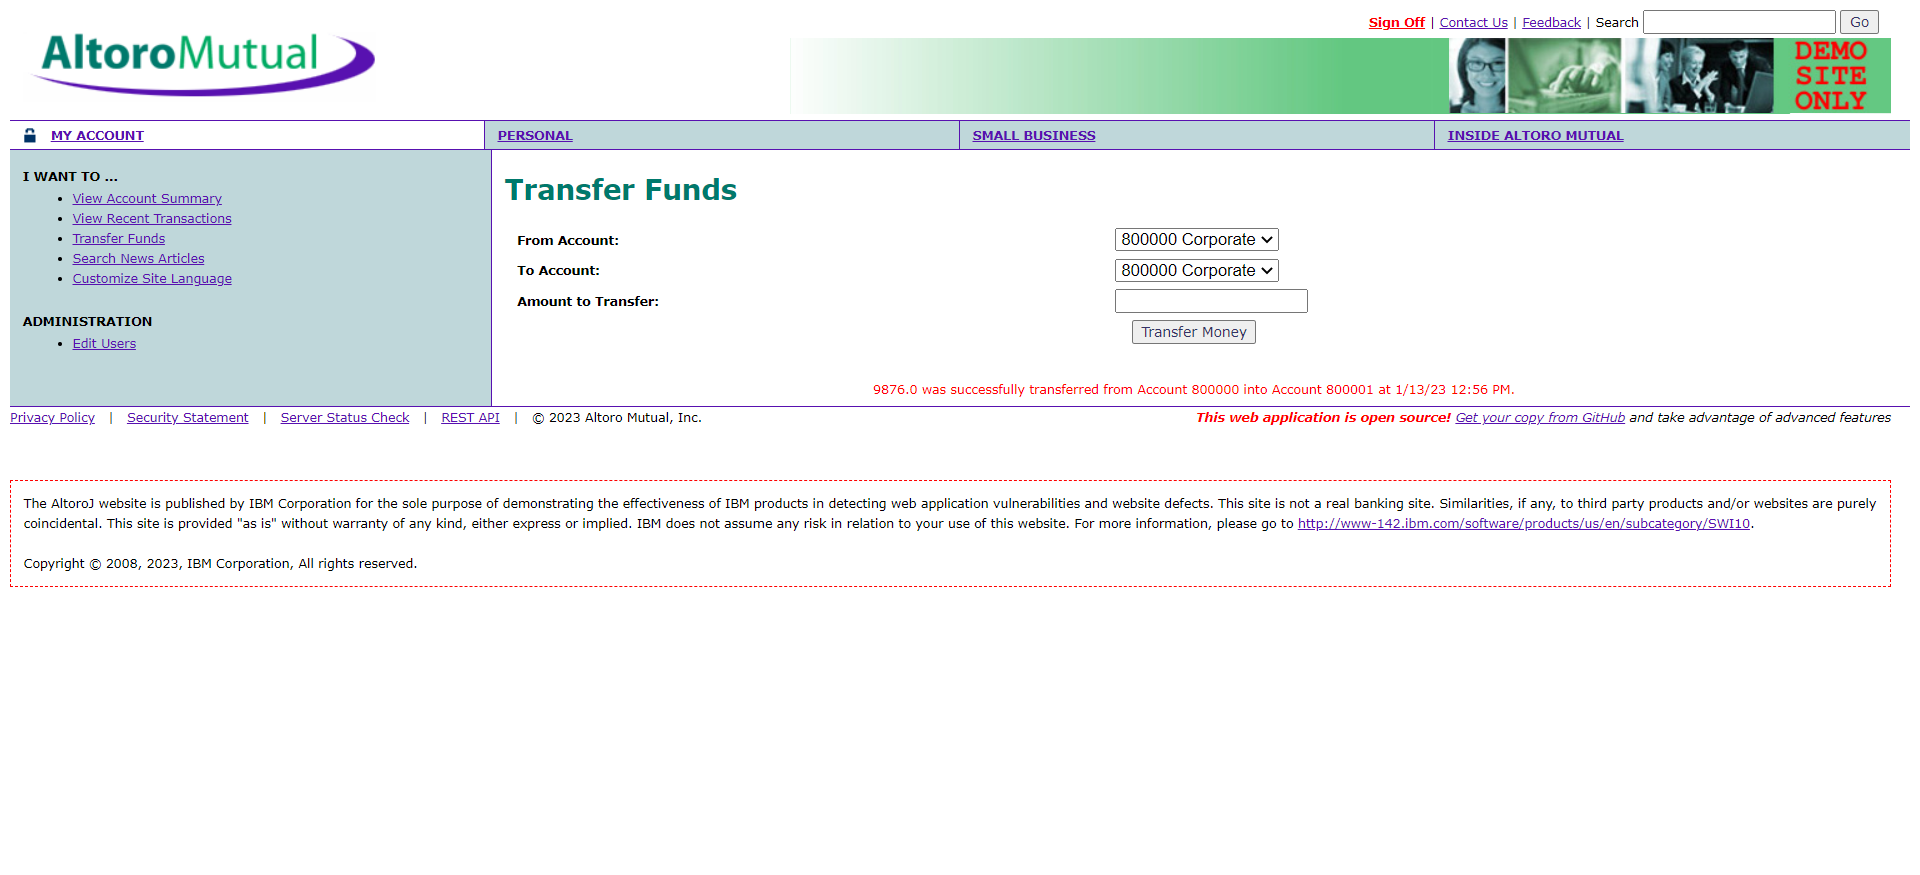 Sign Off | Contact Us | Feedback | Search Go
AltoroMutual
DEMO
SITE
ONLY
MY ACCOUNT
PERSONAL
SMALL BUSINESS
INSIDE ALTORO MUTUAL
I WANT TO ...
• View Account Summary
• View Recent Transactions
• Transfer Funds
• Search News Articles
• Customize Site Language
ADMINISTRATION
• Edit Users
Transfer Funds
From Account: 800000 Corporate
To Account: 800000 Corporate
Amount to Transfer:
Transfer Money
9876.0 was successfully transferred from Account 800000 into Account 800001 at 1/13/23 12:56 PM.
Privacy Policy | Security Statement | Server Status Check | REST API | © 2023 Altoro Mutual, Inc.
This web application is open source! Get your copy from GitHub and take advantage of advanced features
The AltoroJ website is published by IBM Corporation for the sole purpose of demonstrating the effectiveness of IBM products in detecting web application vulnerabilities and website defects. This site is not a real banking site. Similarities, if any, to third party products and/or websites are purely
coincidental. This site is provided "as is" without warranty of any kind, either express or implied. IBM does not assume any risk in relation to your use of this website. For more information, please go to http://www-142.ibm.com/software/products/us/en/subcategory/SWI10.
Copyright © 2008, 2023, IBM Corporation, All rights reserved.